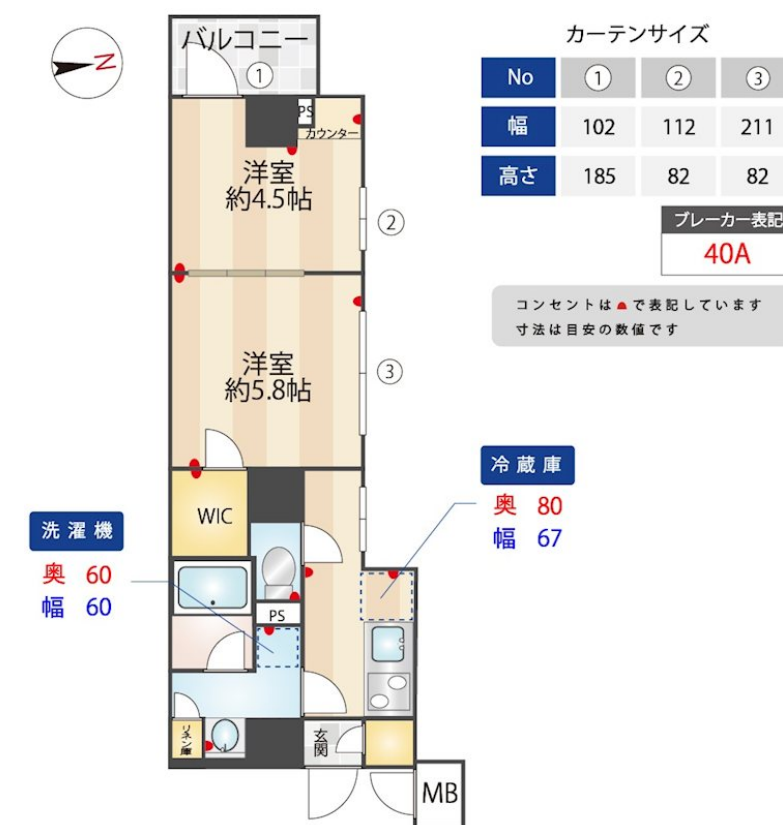 N
バルコニー
①
PS
カウンター
洋室
約4.5帖
②
洋室
約5.8帖
③
WIC
PS
リネン庫
玄関
MB
カーテンサイズ
No ① ② ③
幅 102 112 211
高さ 185 82 82
ブレーカー表記
40A
コンセントは で表記しています
寸法は目安の数値です
冷蔵庫
奥 80
幅 67
洗濯機
奥 60
幅 60